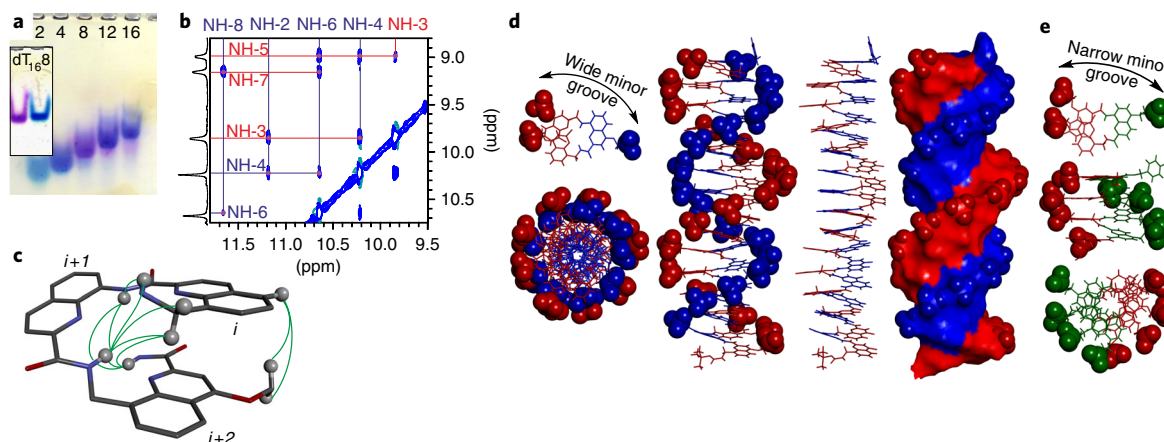 a
2 4 8 12 16
dT16 8
b
NH-8 NH-2 NH-6 NH-4 NH-3
NH-5
NH-7
NH-3
NH-4
NH-6
9.0
9.5
10.0
10.5
(ppm)
11.5 11.0 10.5 10.0 9.5
(ppm)
c
i+1
i
i+2
d
Wide minor
groove
e
Narrow mino
groove